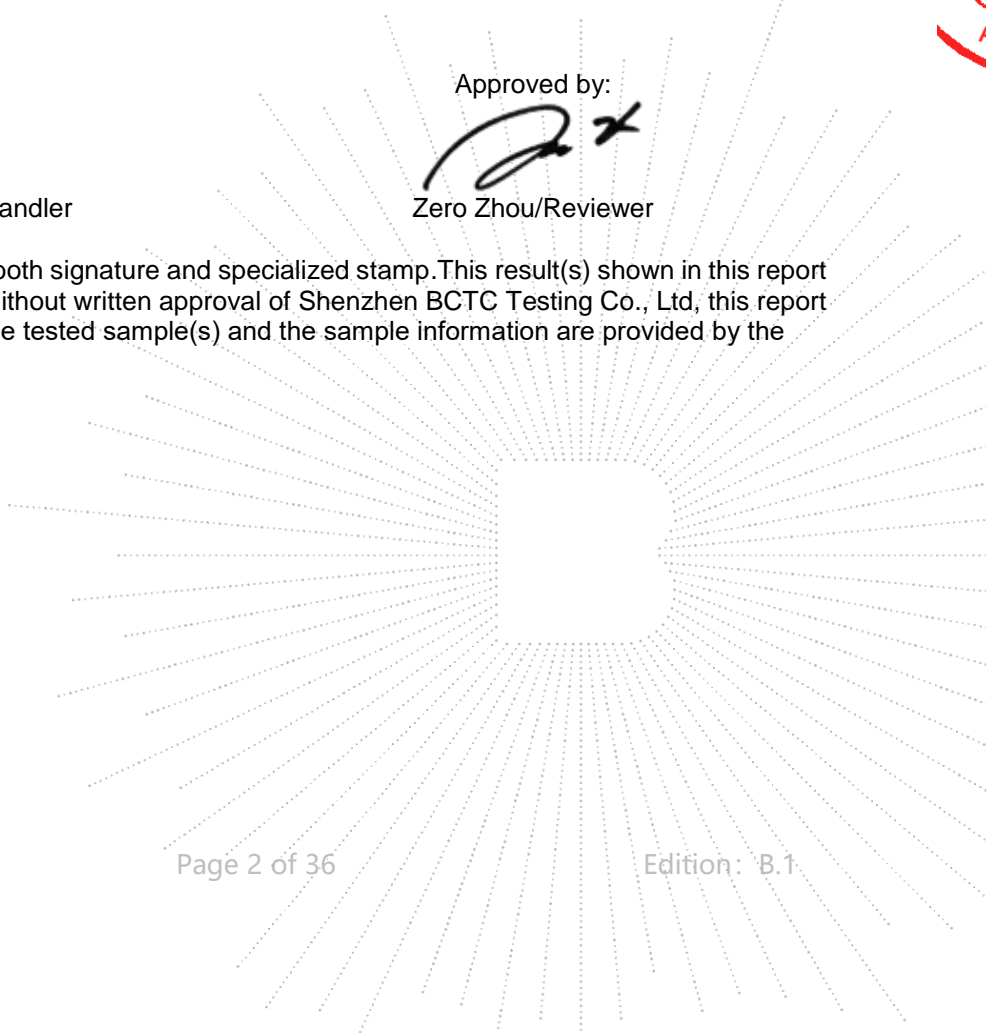 Approved by:
andler Zero Zhou/Reviewer
both signature and specialized stamp.This result(s) shown in this report
ithout written approval of Shenzhen BCTC Testing Co., Ltd, this report
e tested sample(s) and the sample information are provided by the
Page 2 of 36 Edition: B.1